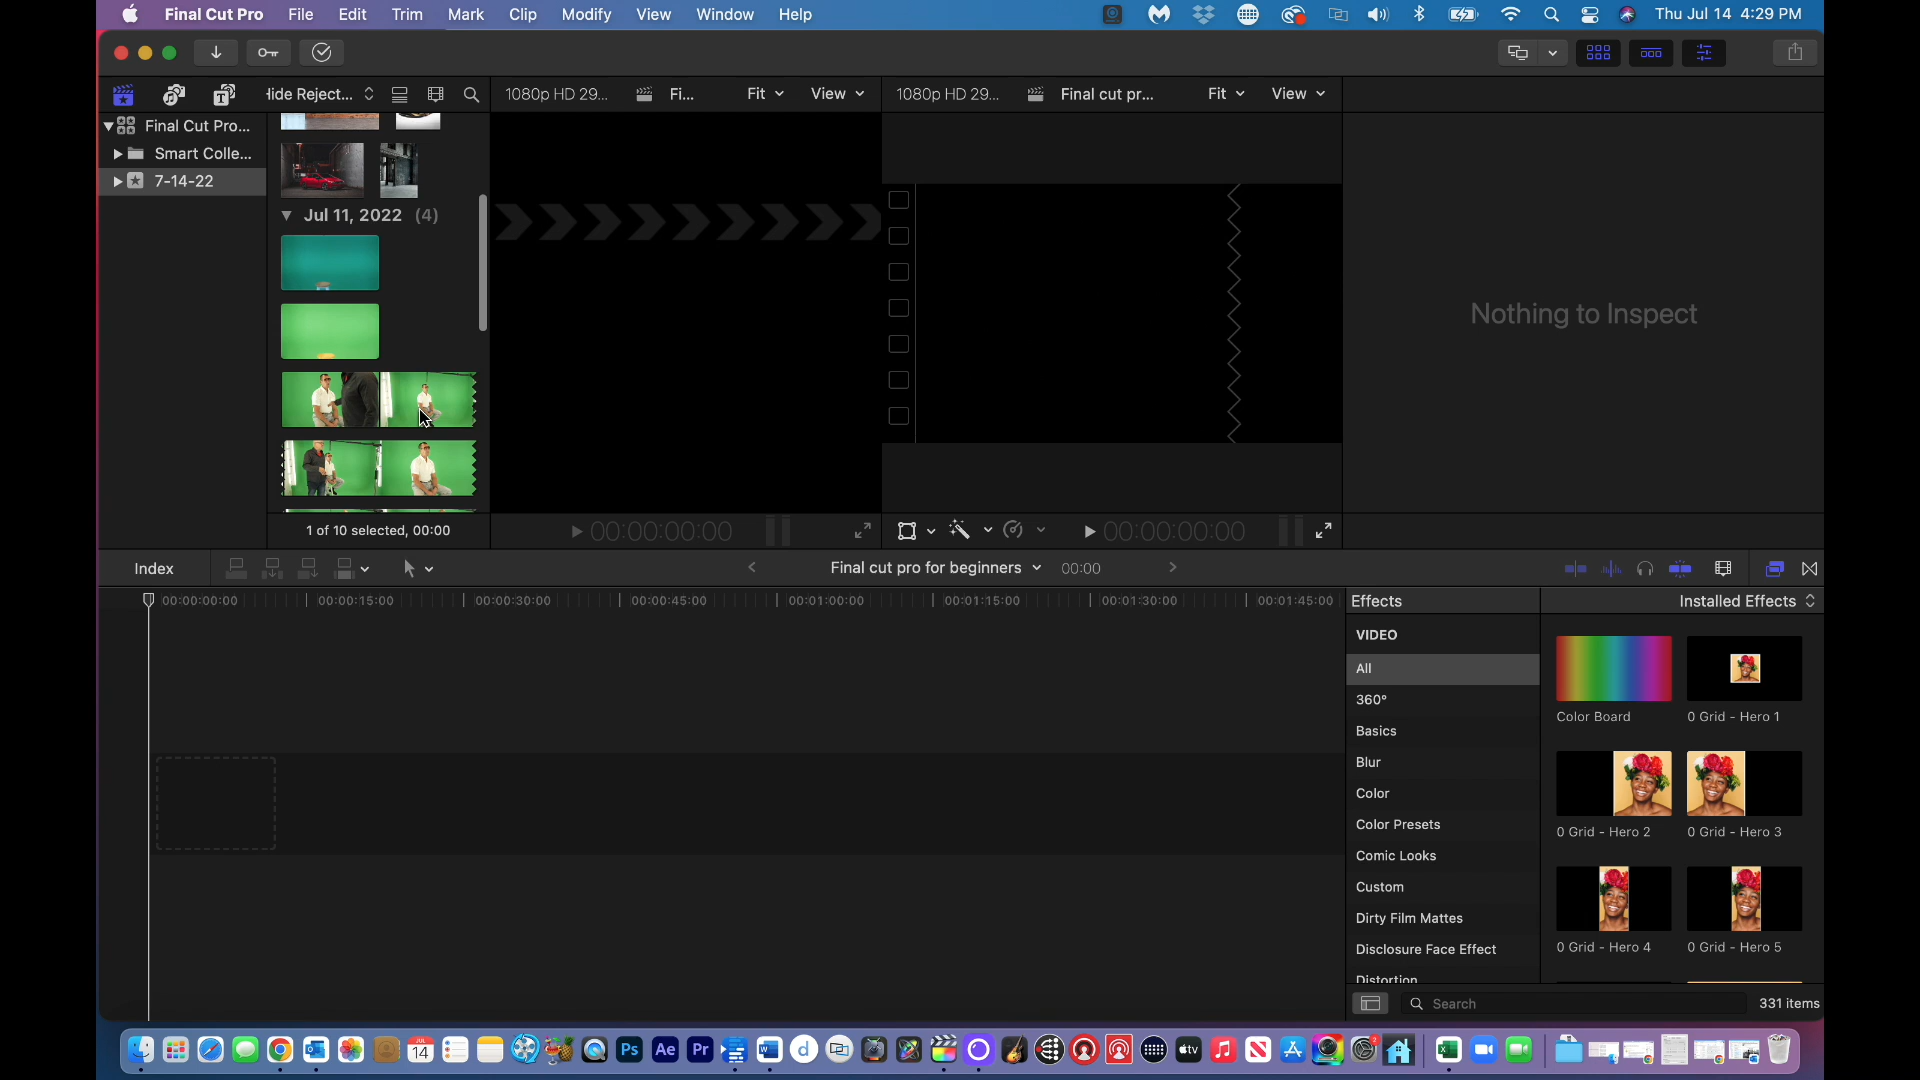 Final Cut Pro File Edit Trim Mark Clip Modify View Window Help Thu Jul 14 4:29 PM
Hide Reject... 1080p HD 29... Fi... Fit View 1080p HD 29... Final cut pr... Fit View
Final Cut Pro...
Smart Colle...
7-14-22
Jul 11, 2022 (4)
Nothing to Inspect
1 of 10 selected, 00:00
00:00:00:00
00:00:00:00
Index
Final cut pro for beginners 00:00
00:00:00:00 00:00:15:00 00:00:30:00 00:00:45:00 00:01:00:00 00:01:15:00 00:01:30:00 00:01:45:00
Effects
Installed Effects
VIDEO
All
360°
Basics
Blur
Color
Color Presets
Comic Looks
Custom
Dirty Film Mattes
Disclosure Face Effect
Distortion
Color Board
0 Grid - Hero 1
0 Grid - Hero 2
0 Grid - Hero 3
0 Grid - Hero 4
0 Grid - Hero 5
Search
331 items
JUL
14
Ps
Ae
Pr
W
d
tv
X
2